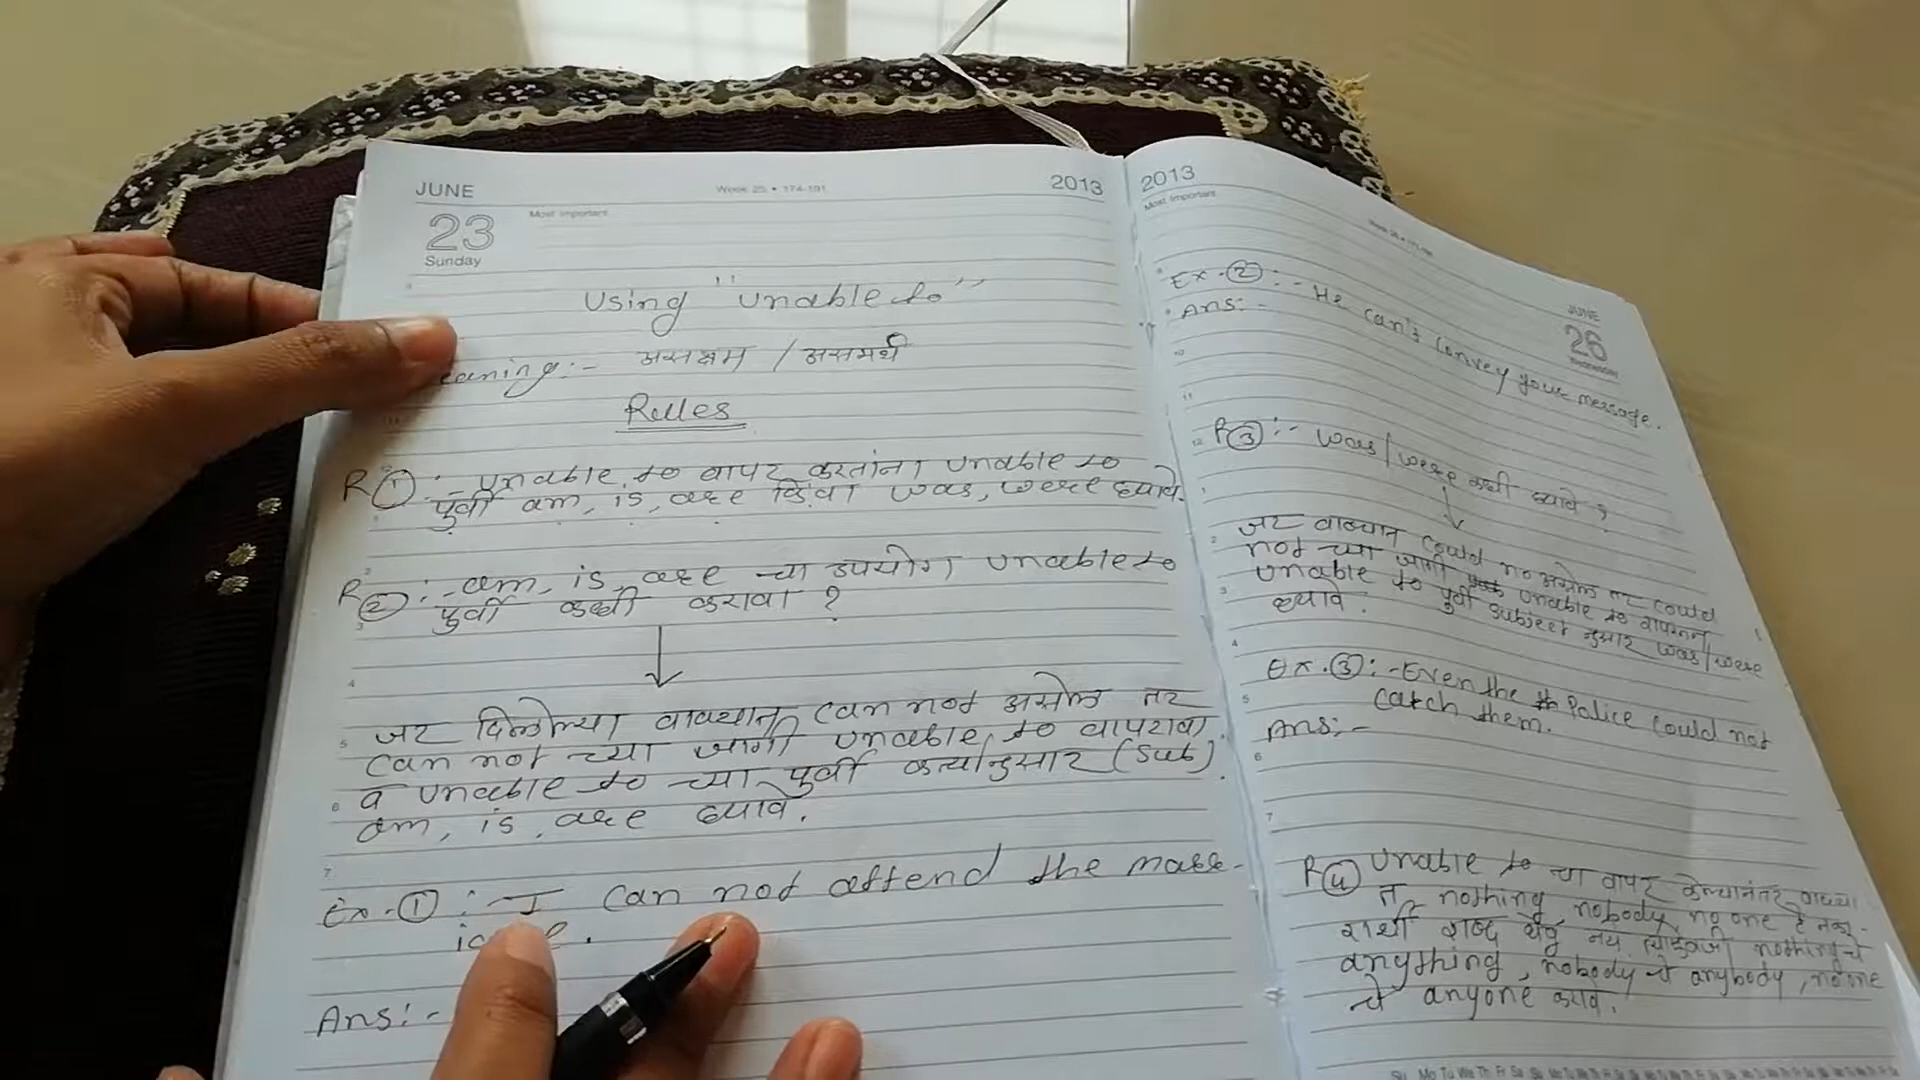 JUNE
2013
23
Most important
Sunday
Using "unable to"
eaning:- असक्षम / असमर्थ
Rules
R ① :- unable to वापर करतांना unable to
पुर्वी am, is, are किंवा was, were घ्यावे.
R ② :- am, is, are चा उपयोग unable to
पुर्वी कधी करावा ?
जर दिलेल्या वाक्यात can not असेल तर
can not च्या जागी unable to वापरावा
व unable to च्या पुर्वी कर्त्यानुसार (sub)
am, is, are घ्यावे.
Ex.① :- I can not attend the marr-
Ans:-
2013
Most important
JUNE
26
Wednesday
Ex.② :- He can't convey your message.
Ans:-
R③ :- was/were कधी घ्यावे ?
जर वाक्यात could no असेल तर could
not च्या जागी unable to वापरून
unable to पुर्वी subject नुसार was/were
घ्यावे.
Ex.③ :- Even the Police could not
catch them.
Ans:-
R④ Unable to चा वापर केल्यानंतर वाक्या
त nothing, nobody, no one हे नका-
रार्थी शब्द येवू नये त्याऐवजी nothing चे
anything, nobody चे anybody, no one
चे anyone करावे.